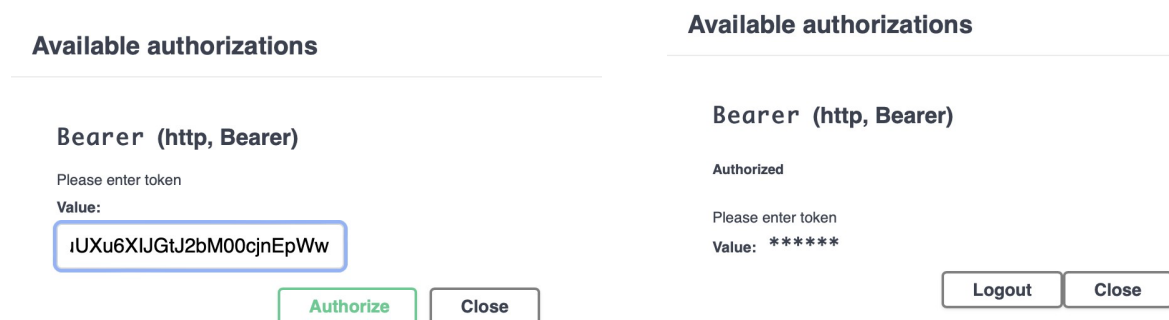 Available authorizations
Bearer (http, Bearer)
Please enter token
Value:
UXu6XIJGtJ2bM00cjnEpWw
Authorize Close
Available authorizations
Bearer (http, Bearer)
Authorized
Please enter token
Value: ******
Logout Close